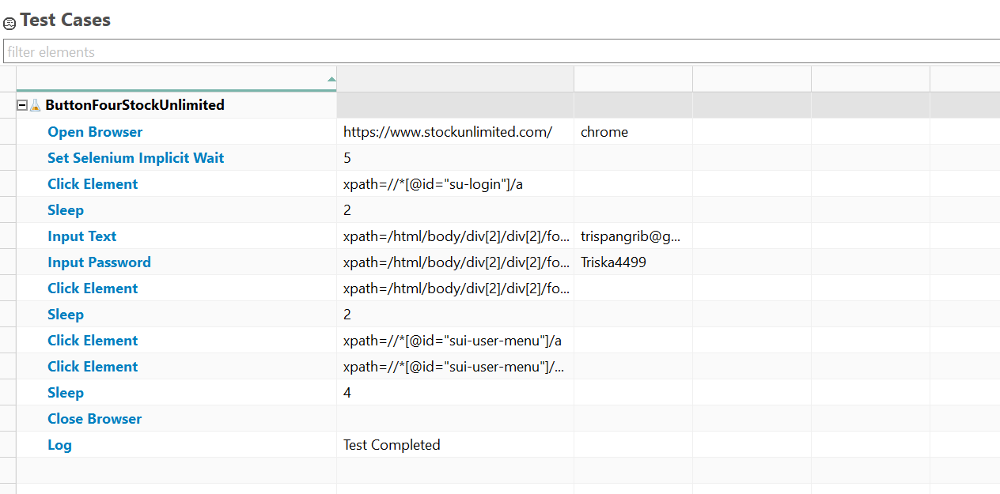 Test Cases
filter elements
ButtonFourStockUnlimited
Open Browser https://www.stockunlimited.com/ chrome
Set Selenium Implicit Wait 5
Click Element xpath=//*[@id="su-login"]/a
Sleep 2
Input Text xpath=/html/body/div[2]/div[2]/fo... trispangrib@g...
Input Password xpath=/html/body/div[2]/div[2]/fo... Triska4499
Click Element xpath=/html/body/div[2]/div[2]/fo...
Sleep 2
Click Element xpath=//*[@id="sui-user-menu"]/a
Click Element xpath=//*[@id="sui-user-menu"]/...
Sleep 4
Close Browser
Log Test Completed